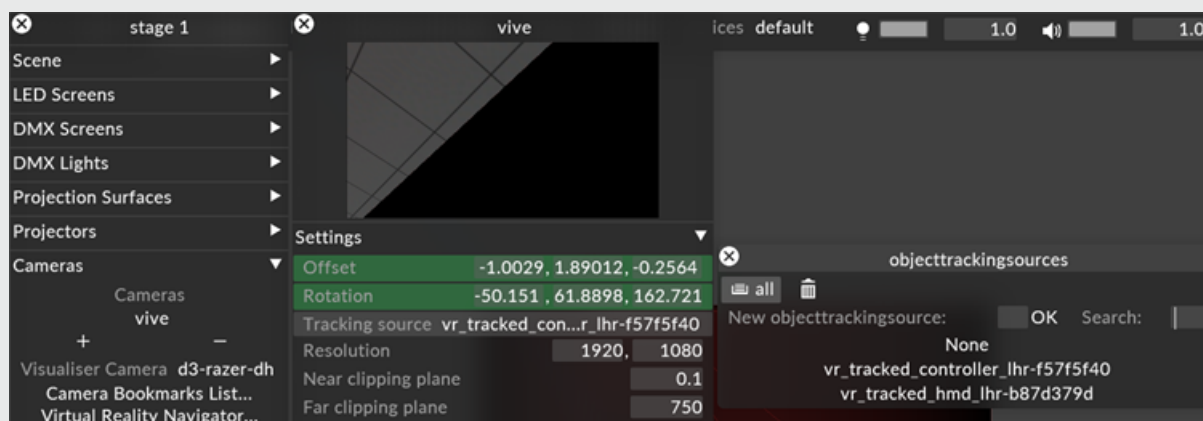 stage 1
Scene
LED Screens
DMX Screens
DMX Lights
Projection Surfaces
Projectors
Cameras
Cameras
vive
+ −
Visualiser Camera d3-razer-dh
Camera Bookmarks List...
Virtual Reality Navigator...
vive
Settings
Offset -1.0029, 1.89012, -0.2564
Rotation -50.151 , 61.8898, 162.721
Tracking source vr_tracked_con...r_lhr-f57f5f40
Resolution 1920, 1080
Near clipping plane 0.1
Far clipping plane 750
ices default 1.0 1.0
objecttrackingsources
all
New objecttrackingsource: OK Search:
None
vr_tracked_controller_lhr-f57f5f40
vr_tracked_hmd_lhr-b87d379d